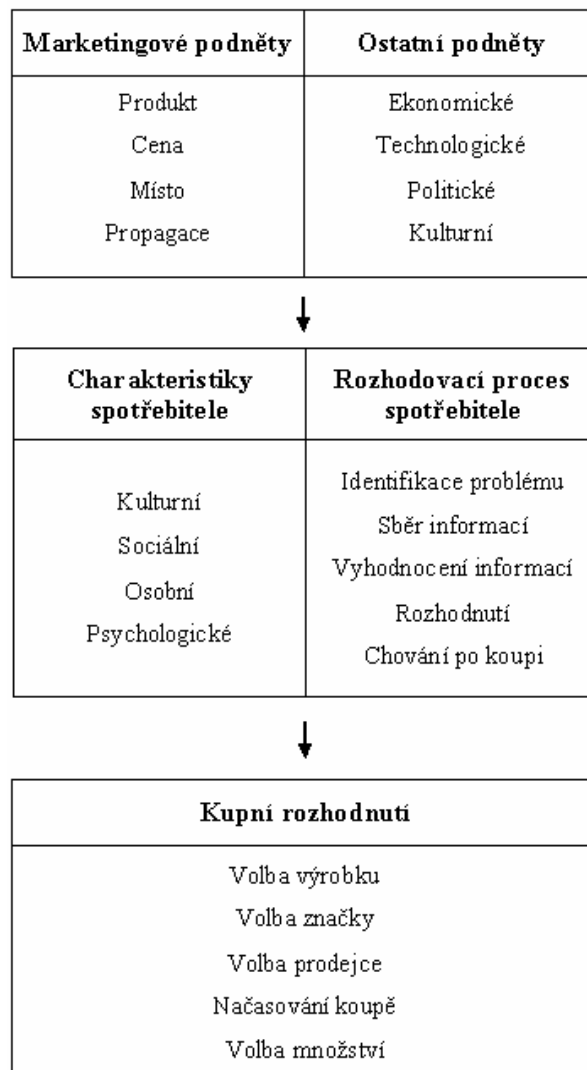 Marketingové podněty
Produkt
Cena
Místo
Propagace
Ostatní podněty
Ekonomické
Technologické
Politické
Kulturní
Charakteristiky
spotřebitele
Kulturní
Sociální
Osobní
Psychologické
Rozhodovací proces
spotřebitele
Identifikace problému
Sběr informací
Vyhodnocení informací
Rozhodnutí
Chování po koupi
Kupní rozhodnutí
Volba výrobku
Volba značky
Volba prodejce
Načasování koupě
Volba množství